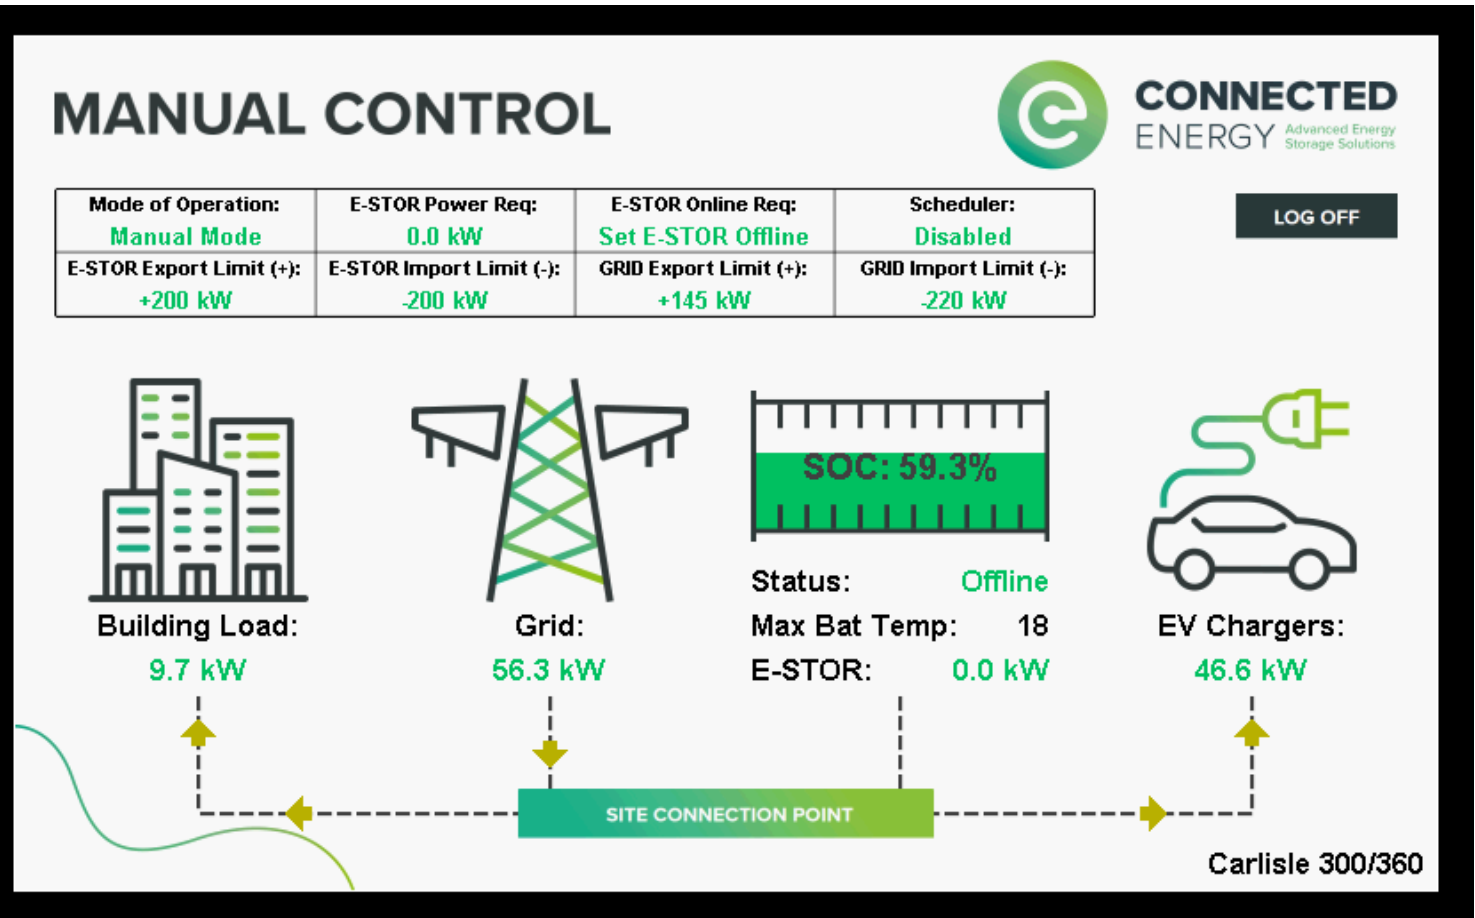 MANUAL CONTROL
e CONNECTED
ENERGY Advanced Energy
Storage Solutions
Mode of Operation: E-STOR Power Req: E-STOR Online Req: Scheduler:
Manual Mode 0.0 kW Set E-STOR Offline Disabled
LOG OFF
E-STOR Export Limit (+): E-STOR Import Limit (-): GRID Export Limit (+): GRID Import Limit (-):
+200 kW -200 kW +145 kW -220 kW
SOC: 59.3%
Status: Offline
Building Load: Grid: Max Bat Temp: 18 EV Chargers:
9.7 kW 56.3 kW E-STOR: 0.0 kW 46.6 kW
SITE CONNECTION POINT
Carlisle 300/360